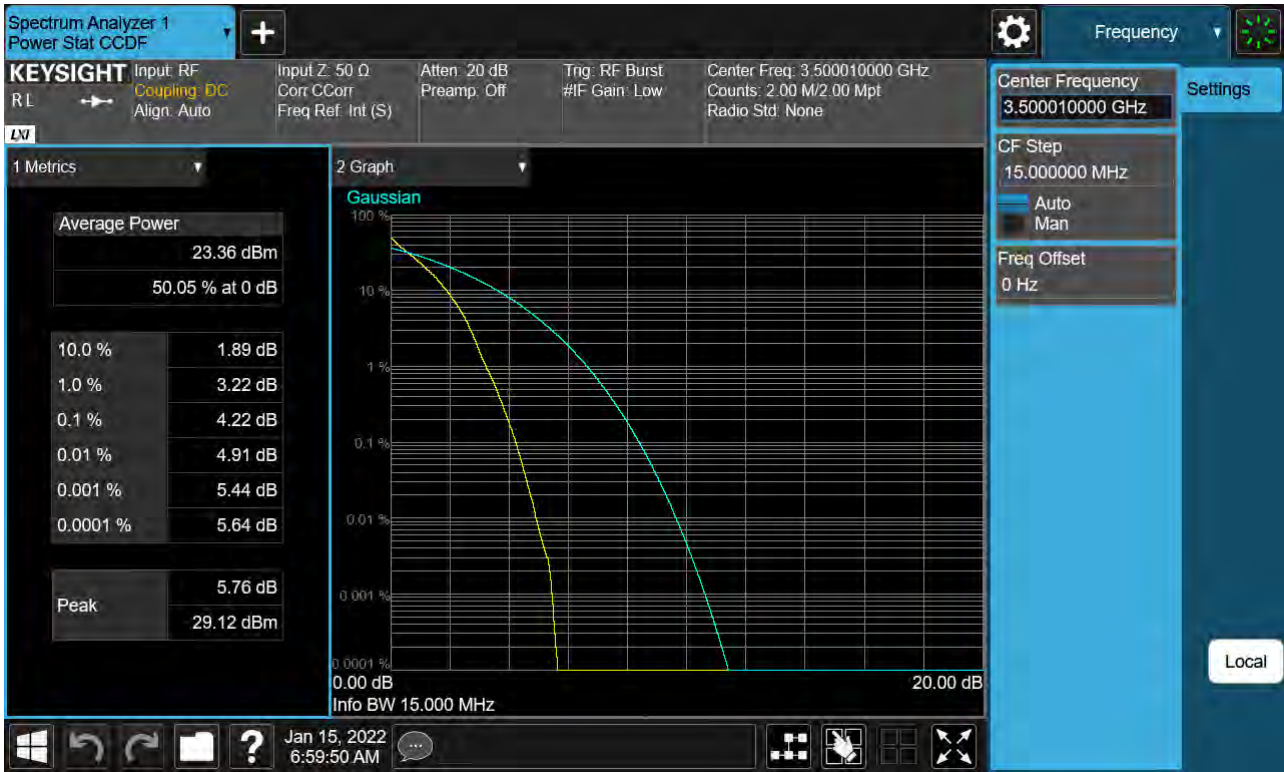 Spectrum Analyzer 1
Power Stat CCDF
+
Frequency
KEYSIGHT
RL
LXI
Input: RF
Coupling: DC
Align: Auto
Input Z: 50 Ω
Corr CCorr
Freq Ref: Int (S)
Atten: 20 dB
Preamp: Off
Trig: RF Burst
#IF Gain: Low
Center Freq: 3.500010000 GHz
Counts: 2.00 M/2.00 Mpt
Radio Std: None
Center Frequency
3.500010000 GHz
Settings
CF Step
15.000000 MHz
Auto
Man
Freq Offset
0 Hz
Local
1 Metrics
Average Power
23.36 dBm
50.05 % at 0 dB
10.0 % 1.89 dB
1.0 % 3.22 dB
0.1 % 4.22 dB
0.01 % 4.91 dB
0.001 % 5.44 dB
0.0001 % 5.64 dB
Peak
5.76 dB
29.12 dBm
2 Graph
Gaussian
100 %
10 %
1 %
0.1 %
0.01 %
0.001 %
0.0001 %
0.00 dB 20.00 dB
Info BW 15.000 MHz
?
Jan 15, 2022
6:59:50 AM